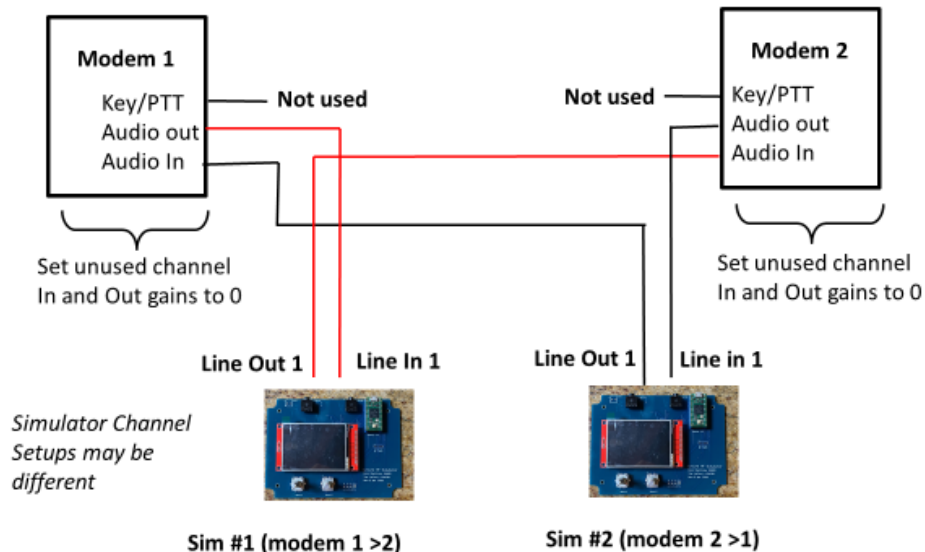 Modem 1
Key/PTT
Audio out
Audio In
Not used
Set unused channel
In and Out gains to 0
Modem 2
Not used
Key/PTT
Audio out
Audio In
Set unused channel
In and Out gains to 0
Line Out 1
Line In 1
Line Out 1
Line in 1
Simulator Channel
Setups may be
different
Sim #1 (modem 1 >2)
Sim #2 (modem 2 >1)